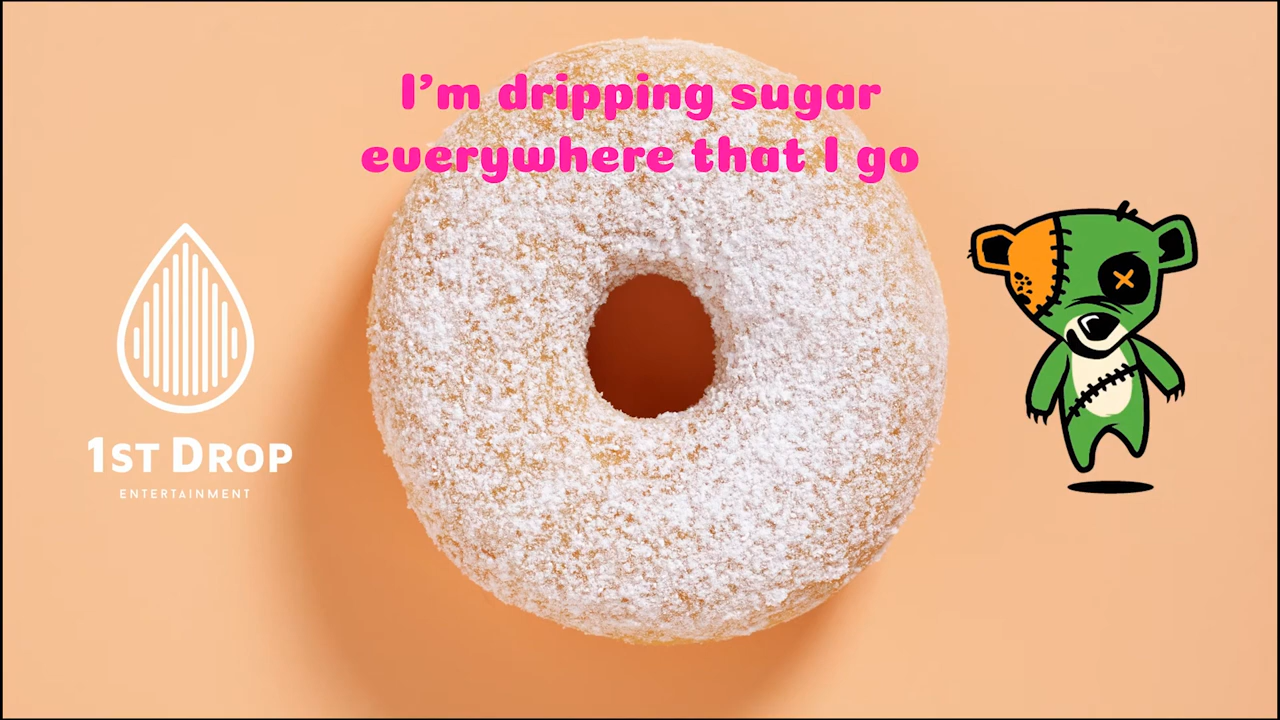 I'm dripping sugar
everywhere that I go
1ST DROP
ENTERTAINMENT